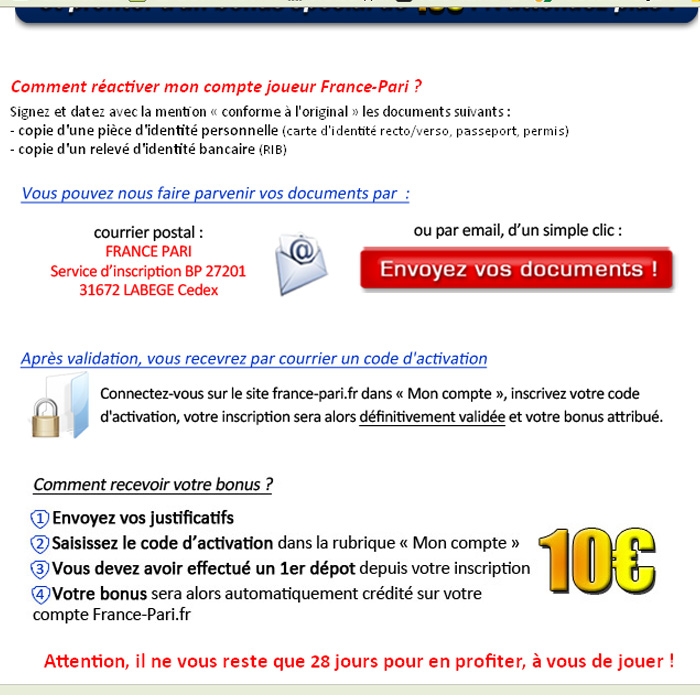 Comment réactiver mon compte joueur France-Pari ?
Signez et datez avec la mention « conforme à l'original » les documents suivants :
- copie d'une pièce d'identité personnelle (carte d'identité recto/verso, passeport, permis)
- copie d'un relevé d'identité bancaire (RIB)
Vous pouvez nous faire parvenir vos documents par :
courrier postal :
FRANCE PARI
Service d'inscription BP 27201
31672 LABEGE Cedex
@
ou par email, d'un simple clic :
Envoyez vos documents !
Après validation, vous recevrez par courrier un code d'activation
Connectez-vous sur le site france-pari.fr dans « Mon compte », inscrivez votre code
d'activation, votre inscription sera alors définitivement validée et votre bonus attribué.
Comment recevoir votre bonus ?
1 Envoyez vos justificatifs
2 Saisissez le code d'activation dans la rubrique « Mon compte »
3 Vous devez avoir effectué un 1er dépot depuis votre inscription
4 Votre bonus sera alors automatiquement crédité sur votre
compte France-Pari.fr
10€
Attention, il ne vous reste que 28 jours pour en profiter, à vous de jouer !